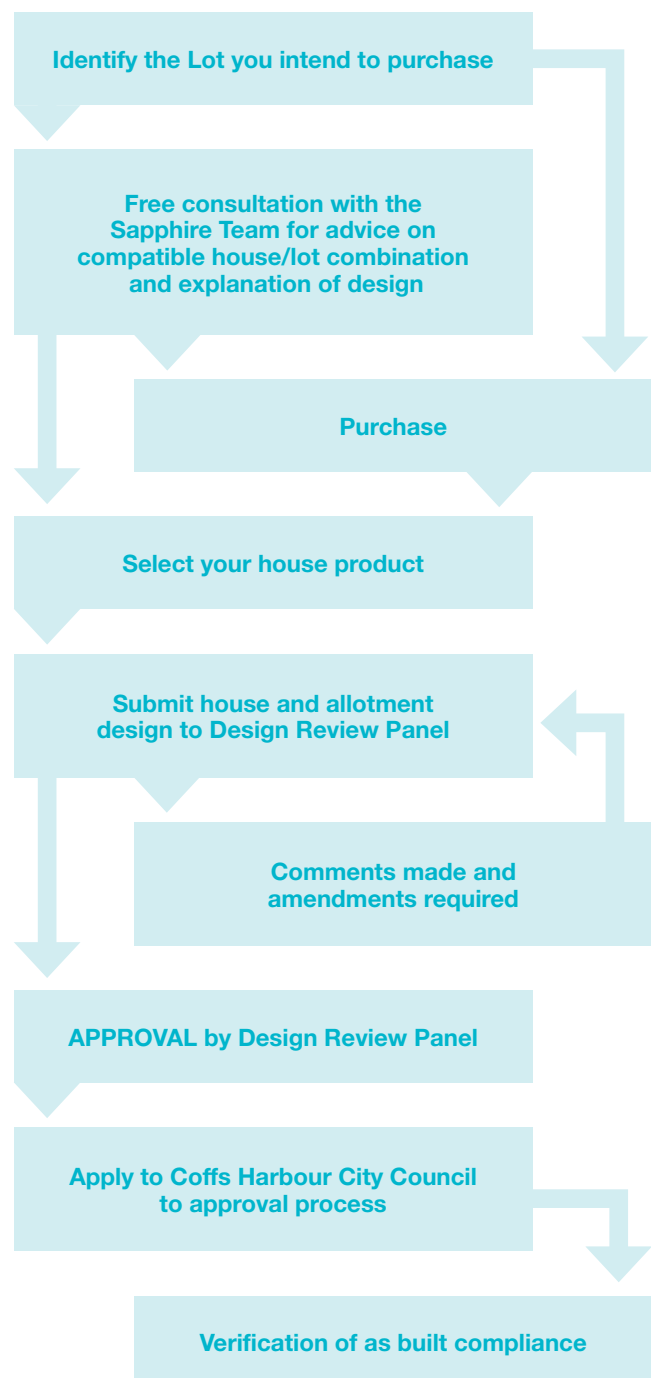 Identify the Lot you intend to purchase
Free consultation with the
Sapphire Team for advice on
compatible house/lot combination
and explanation of design
Purchase
Select your house product
Submit house and allotment
design to Design Review Panel
Comments made and
amendments required
APPROVAL by Design Review Panel
Apply to Coffs Harbour City Council
to approval process
Verification of as built compliance